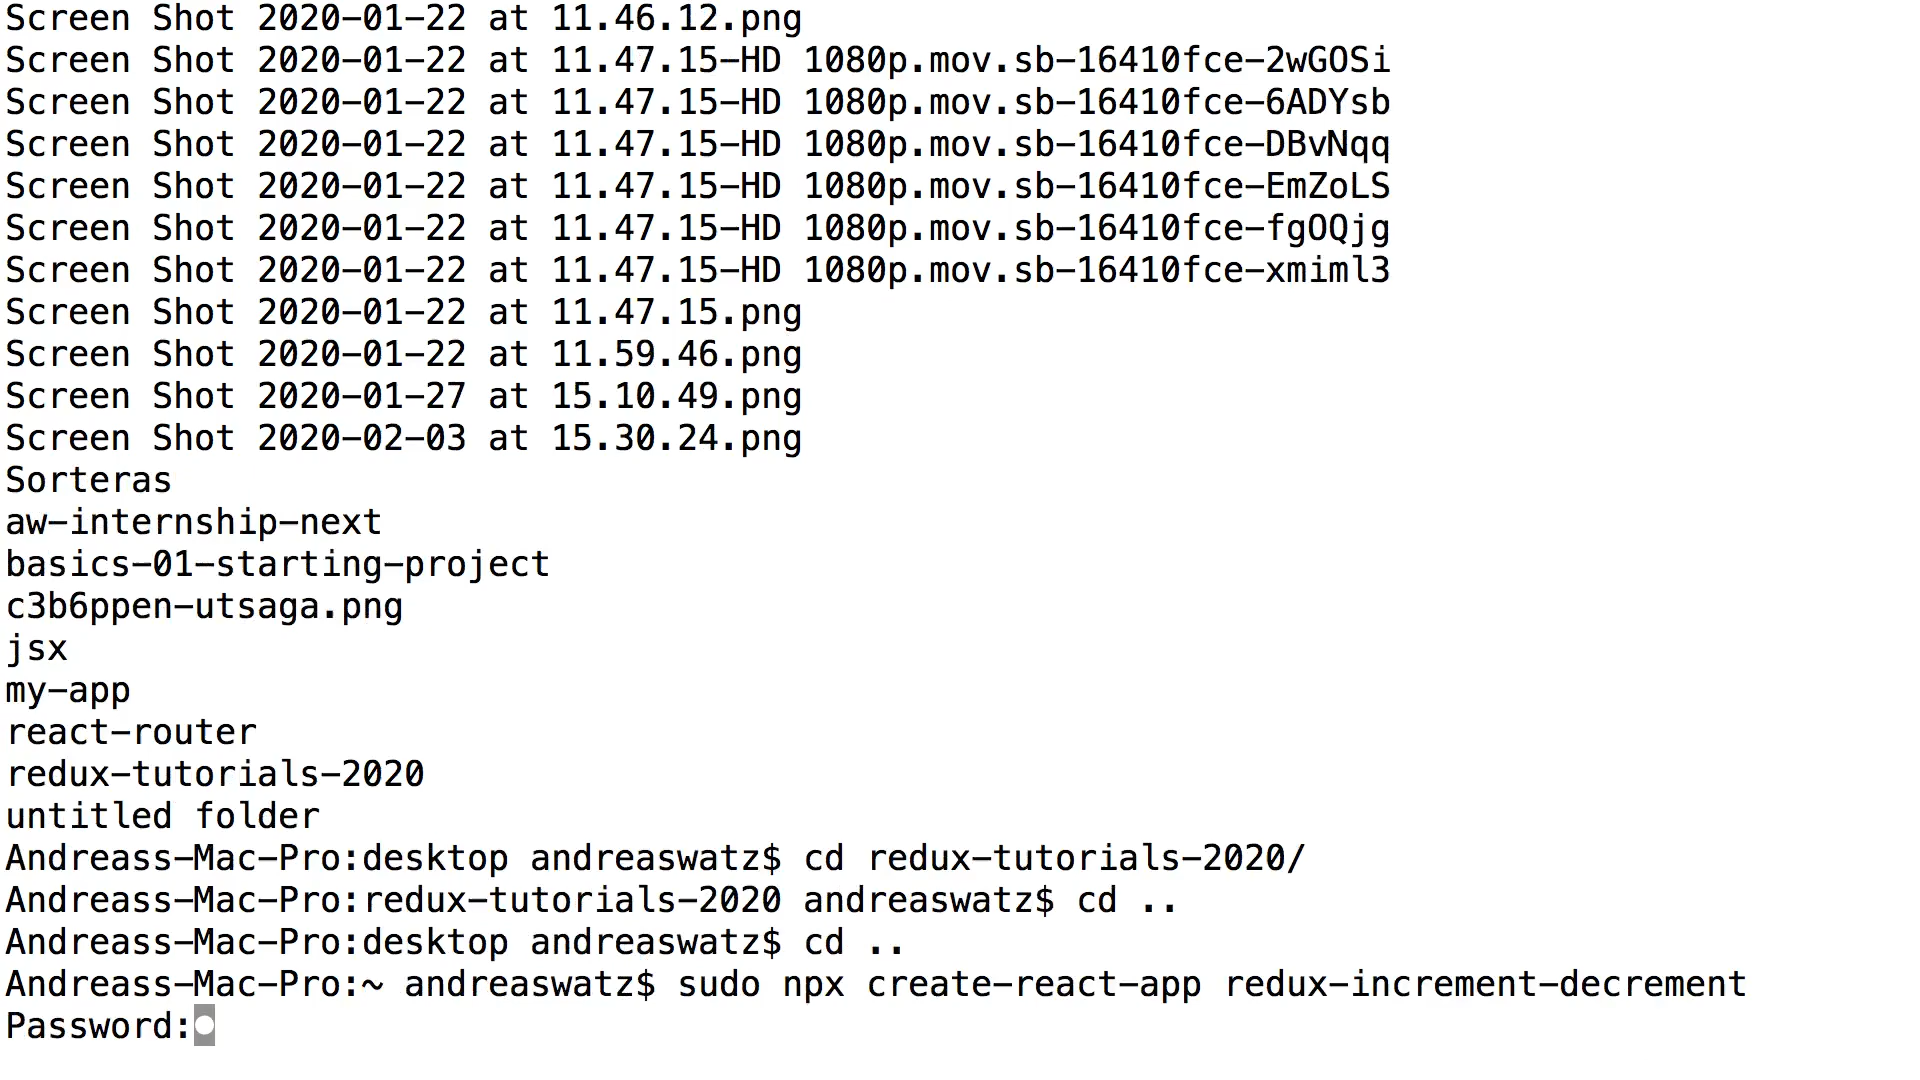 Screen Shot 2020-01-22 at 11.46.12.png
Screen Shot 2020-01-22 at 11.47.15-HD 1080p.mov.sb-16410fce-2wGOSi
Screen Shot 2020-01-22 at 11.47.15-HD 1080p.mov.sb-16410fce-6ADYsb
Screen Shot 2020-01-22 at 11.47.15-HD 1080p.mov.sb-16410fce-DBvNqq
Screen Shot 2020-01-22 at 11.47.15-HD 1080p.mov.sb-16410fce-EmZoLS
Screen Shot 2020-01-22 at 11.47.15-HD 1080p.mov.sb-16410fce-fgOQjg
Screen Shot 2020-01-22 at 11.47.15-HD 1080p.mov.sb-16410fce-xmiml3
Screen Shot 2020-01-22 at 11.47.15.png
Screen Shot 2020-01-22 at 11.59.46.png
Screen Shot 2020-01-27 at 15.10.49.png
Screen Shot 2020-02-03 at 15.30.24.png
Sorteras
aw-internship-next
basics-01-starting-project
c3b6ppen-utsaga.png
jsx
my-app
react-router
redux-tutorials-2020
untitled folder
Andreass-Mac-Pro:desktop andreaswatz$ cd redux-tutorials-2020/
Andreass-Mac-Pro:redux-tutorials-2020 andreaswatz$ cd ..
Andreass-Mac-Pro:desktop andreaswatz$ cd ..
Andreass-Mac-Pro:~ andreaswatz$ sudo npx create-react-app redux-increment-decrement
Password: